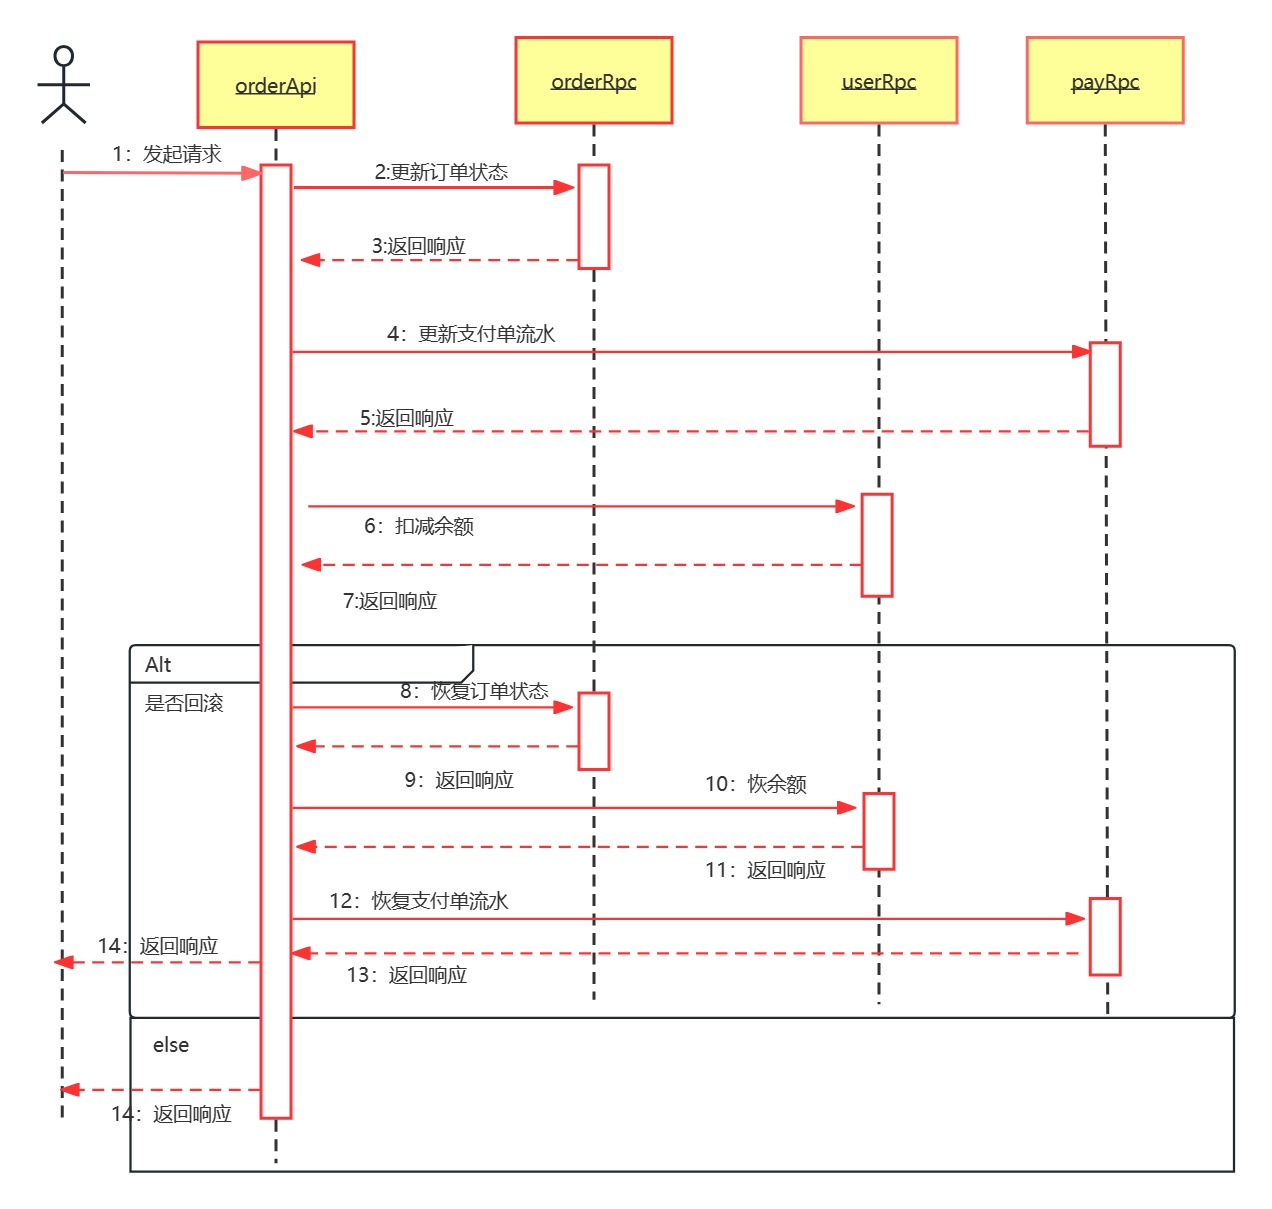 orderApi
orderRpc
userRpc
payRpc
1：发起请求
2:更新订单状态
3:返回响应
4：更新支付单流水
5:返回响应
6：扣减余额
7:返回响应
Alt
是否回滚
8：恢复订单状态
9：返回响应
10：恢余额
11：返回响应
12：恢复支付单流水
14：返回响应
13：返回响应
else
14：返回响应